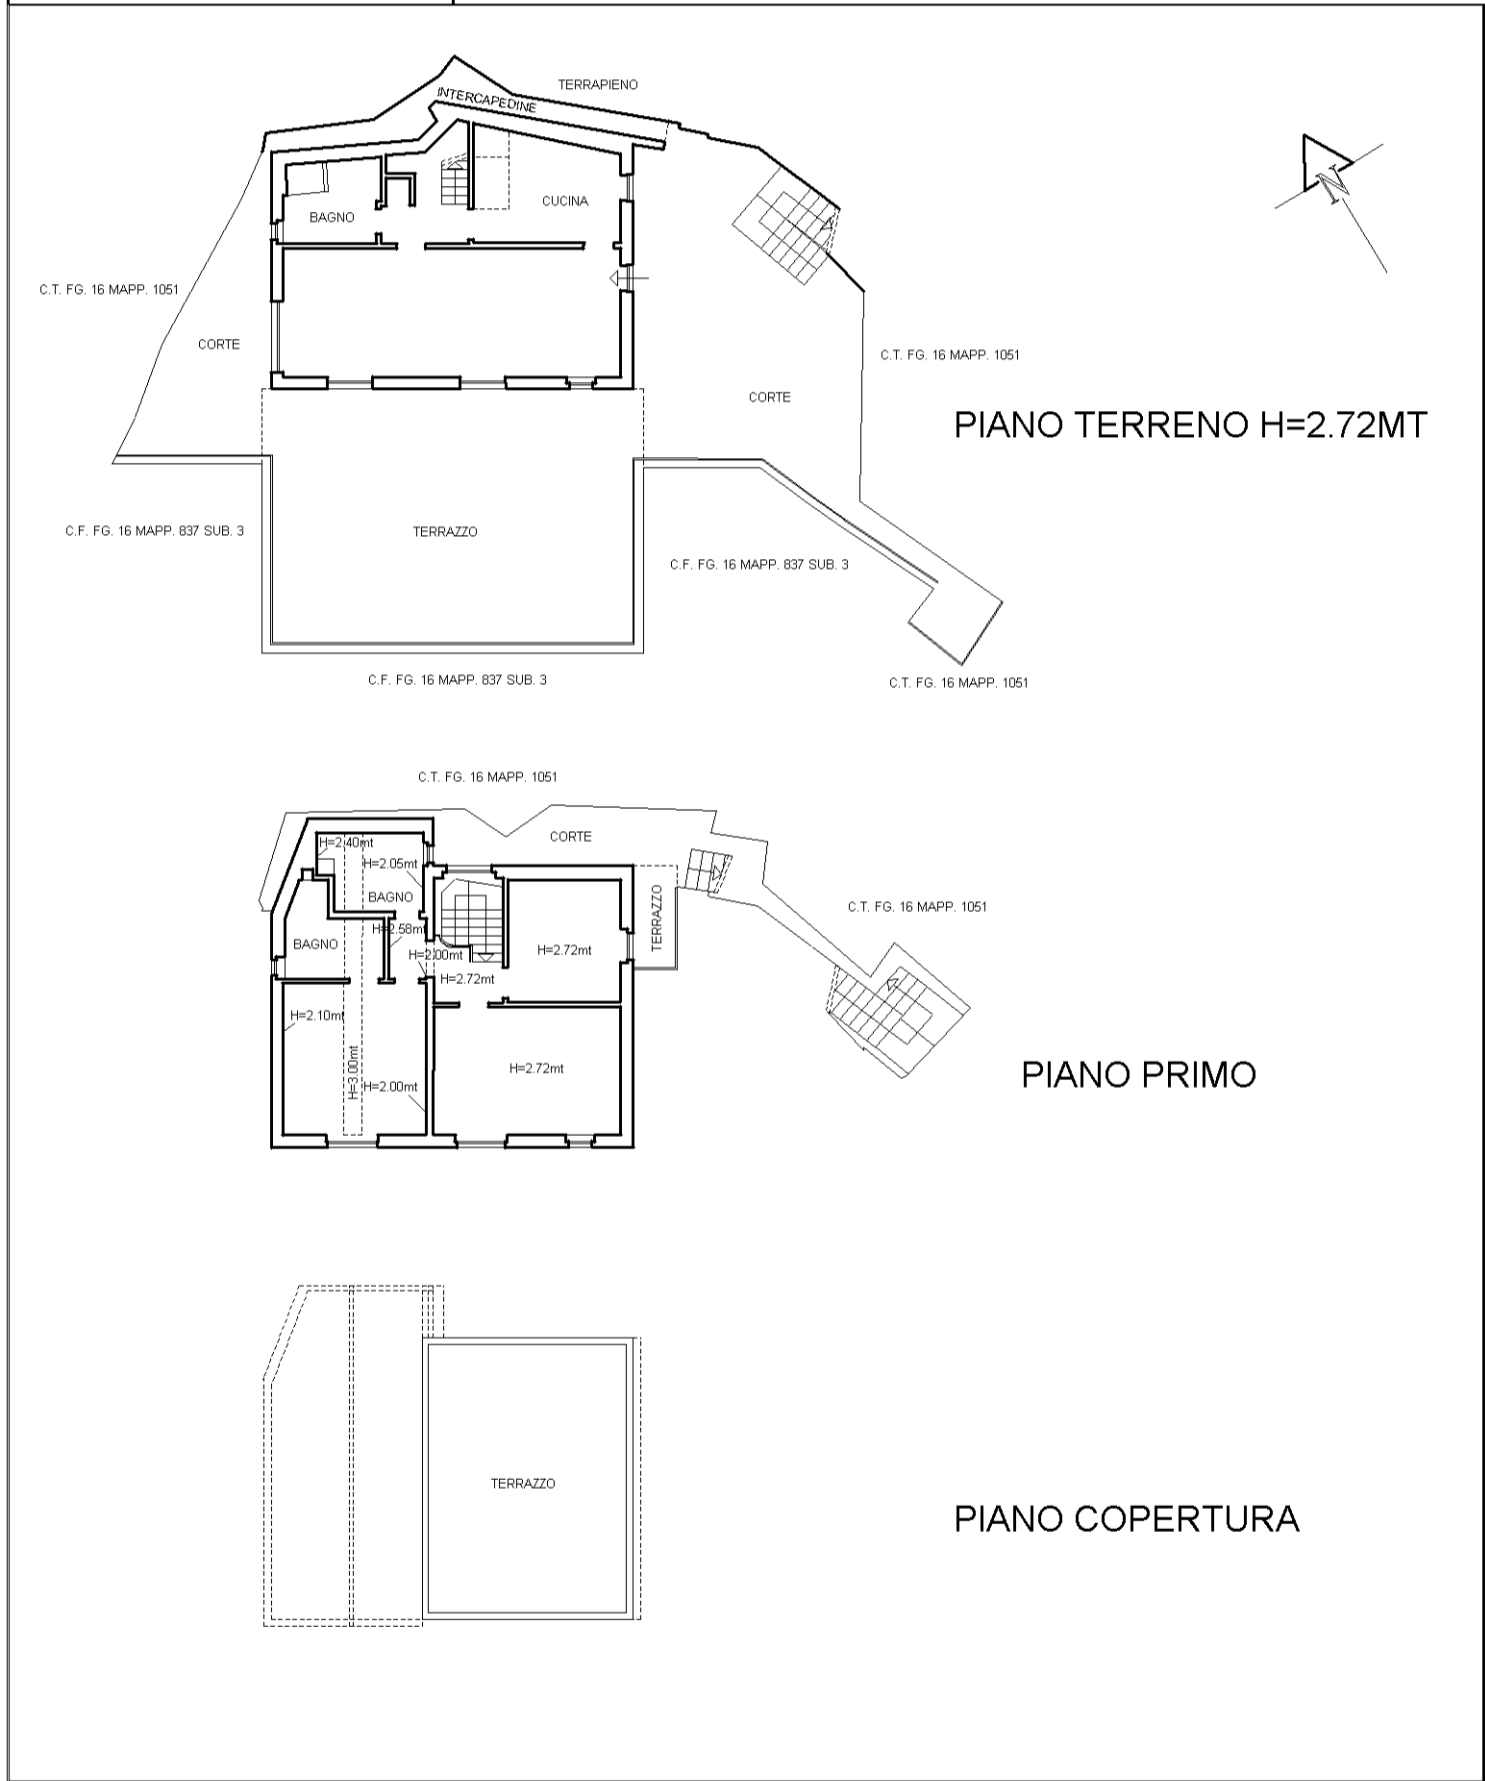 TERRAPIENO
INTERCAPEDINE
N
CUCINA
BAGNO
C.T. FG. 16 MAPP. 1051
CORTE
C.T. FG. 16 MAPP. 1051
CORTE
PIANO TERRENO H=2.72MT
C.F. FG. 16 MAPP. 837 SUB. 3
TERRAZZO
C.F. FG. 16 MAPP. 837 SUB. 3
C.F. FG. 16 MAPP. 837 SUB. 3
C.T. FG. 16 MAPP. 1051
C.T. FG. 16 MAPP. 1051
CORTE
H=2.40mt
H=2.05mt
BAGNO
TERRAZZO
C.T. FG. 16 MAPP. 1051
H=2.58mt
BAGNO
H=2.00mt
H=2.72mt
H=2.72mt
H=2.10mt
H=3.00mt
H=2.72mt
H=2.00mt
PIANO PRIMO
TERRAZZO
PIANO COPERTURA